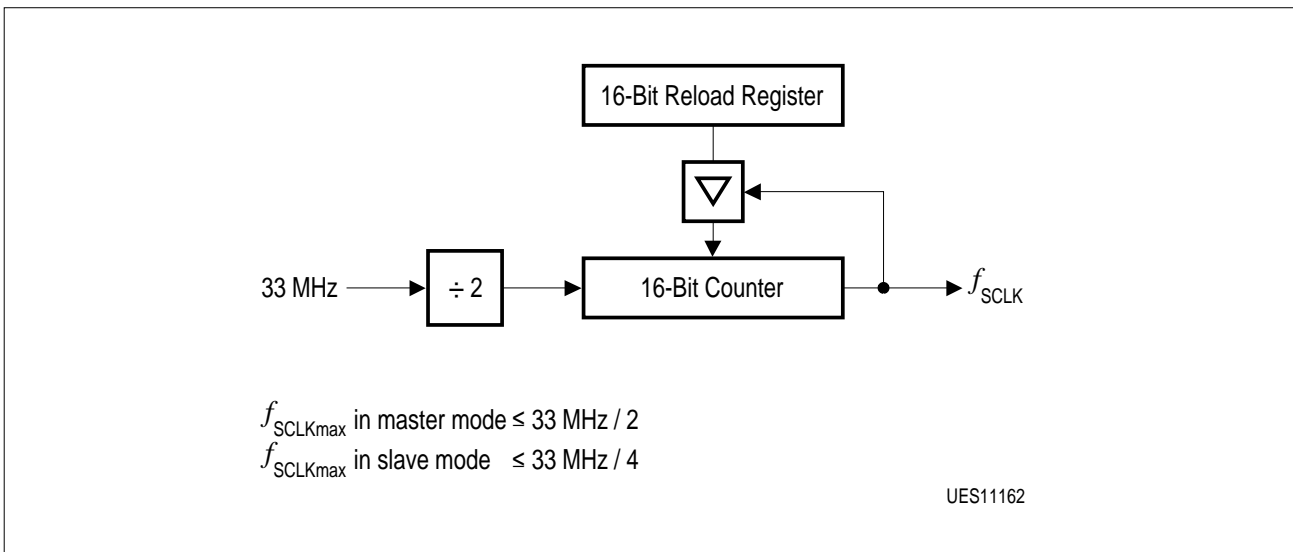 16-Bit Reload Register
33 MHz
÷ 2
16-Bit Counter
fSCLK
fSCLKmax in master mode ≤ 33 MHz / 2
fSCLKmax in slave mode ≤ 33 MHz / 4
UES11162